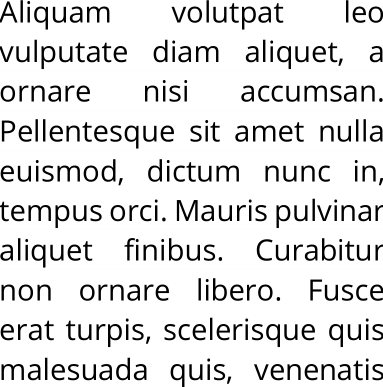 Aliquam volutpat leo
vulputate diam aliquet, a
ornare nisi accumsan.
Pellentesque sit amet nulla
euismod, dictum nunc in,
tempus orci. Mauris pulvinar
aliquet finibus. Curabitur
non ornare libero. Fusce
erat turpis, scelerisque quis
malesuada quis, venenatis